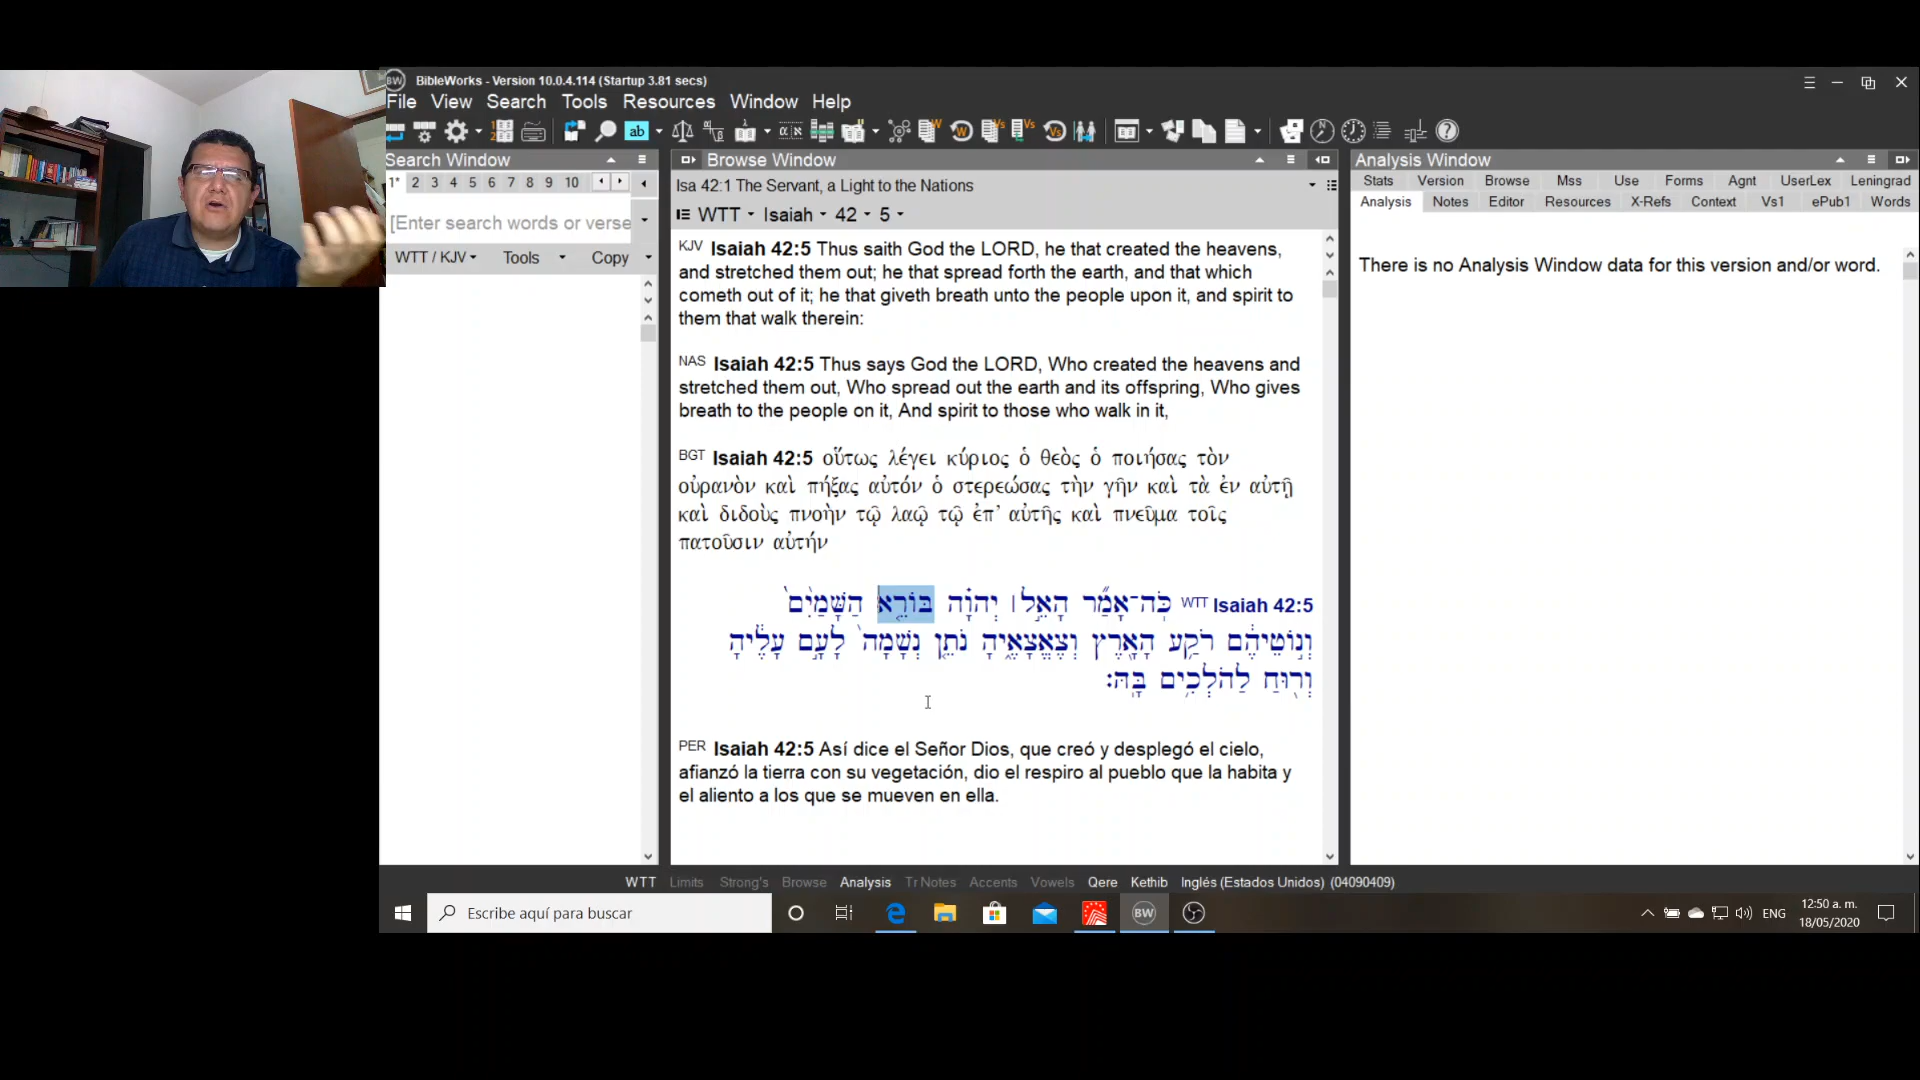 BibleWorks - Version 10.0.4.114 (Startup 3.81 secs)
File View Search Tools Resources Window Help
Search Window
1* 2 3 4 5 6 7 8 9 10
[Enter search words or verse
WTT / KJV Tools Copy
Browse Window
Isa 42:1 The Servant, a Light to the Nations
WTT Isaiah 42 5
KJV Isaiah 42:5 Thus saith God the LORD, he that created the heavens,
and stretched them out; he that spread forth the earth, and that which
cometh out of it; he that giveth breath unto the people upon it, and spirit to
them that walk therein:
NAS Isaiah 42:5 Thus says God the LORD, Who created the heavens and
stretched them out, Who spread out the earth and its offspring, Who gives
breath to the people on it, And spirit to those who walk in it,
BGT Isaiah 42:5 οὕτως λέγει κύριος ὁ θεὸς ὁ ποιήσας τὸν
οὐρανὸν καὶ πήξας αὐτόν ὁ στερεώσας τὴν γῆν καὶ τὰ ἐν αὐτῇ
καὶ διδοὺς πνοὴν τῷ λαῷ τῷ ἐπ’ αὐτῆς καὶ πνεῦμα τοῖς
πατοῦσιν αὐτήν
WTT Isaiah 42:5 כֹּֽה־אָמַ֞ר הָאֵ֣ל׀ יְהוָ֗ה בּוֹרֵ֤א הַשָּׁמַ֙יִם֙
וְנ֣וֹטֵיהֶ֔ם רֹקַ֥ע הָאָ֖רֶץ וְצֶאֱצָאֶ֑יהָ נֹתֵ֤ן נְשָׁמָה֙ לָעָ֣ם עָלֶ֔יהָ
וְר֖וּחַ לַהֹלְכִ֥ים בָּֽהּ׃
PER Isaiah 42:5 Así dice el Señor Dios, que creó y desplegó el cielo,
afianzó la tierra con su vegetación, dio el respiro al pueblo que la habita y
el aliento a los que se mueven en ella.
Analysis Window
Stats Version Browse Mss Use Forms Agnt UserLex Leningrad
Analysis Notes Editor Resources X-Refs Context Vs1 ePub1 Words
There is no Analysis Window data for this version and/or word.
WTT Limits Strong's Browse Analysis Tr Notes Accents Vowels Qere Kethib Inglés (Estados Unidos) (04090409)
Escribe aquí para buscar
BW
ENG
12:50 a. m.
18/05/2020